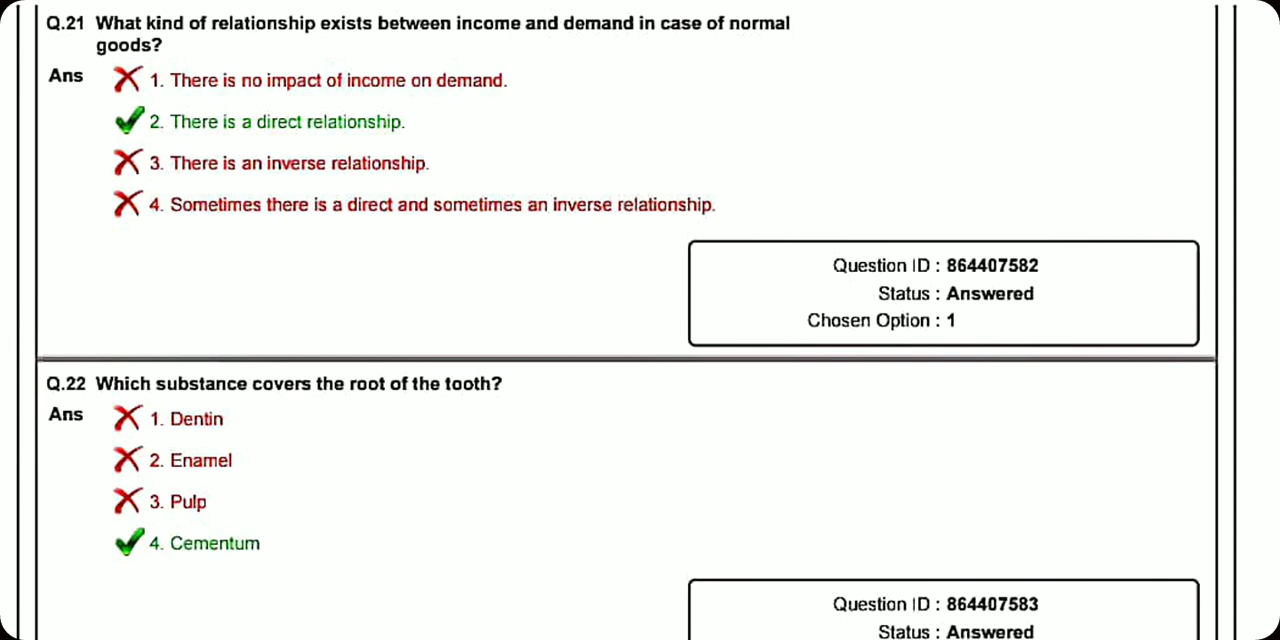 Q.21 What kind of relationship exists between income and demand in case of normal
goods?
Ans 1. There is no impact of income on demand.
2. There is a direct relationship.
3. There is an inverse relationship.
4. Sometimes there is a direct and sometimes an inverse relationship.
Question ID : 864407582
Status : Answered
Chosen Option : 1
Q.22 Which substance covers the root of the tooth?
Ans 1. Dentin
2. Enamel
3. Pulp
4. Cementum
Question ID : 864407583
Status : Answered